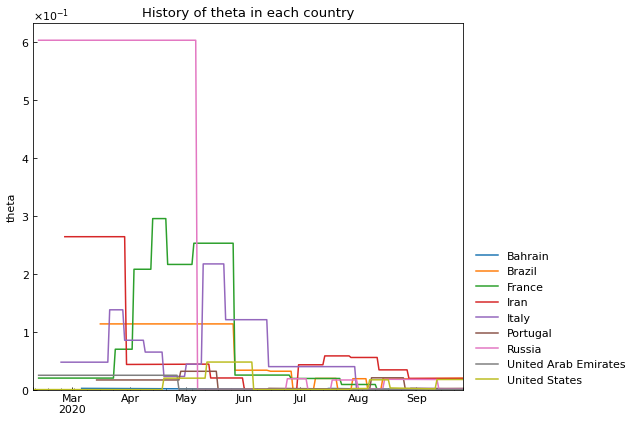 History of theta in each country
×10⁻¹
6
5
4
3
2
1
0
theta
Mar Apr May Jun Jul Aug Sep
2020
Bahrain
Brazil
France
Iran
Italy
Portugal
Russia
United Arab Emirates
United States